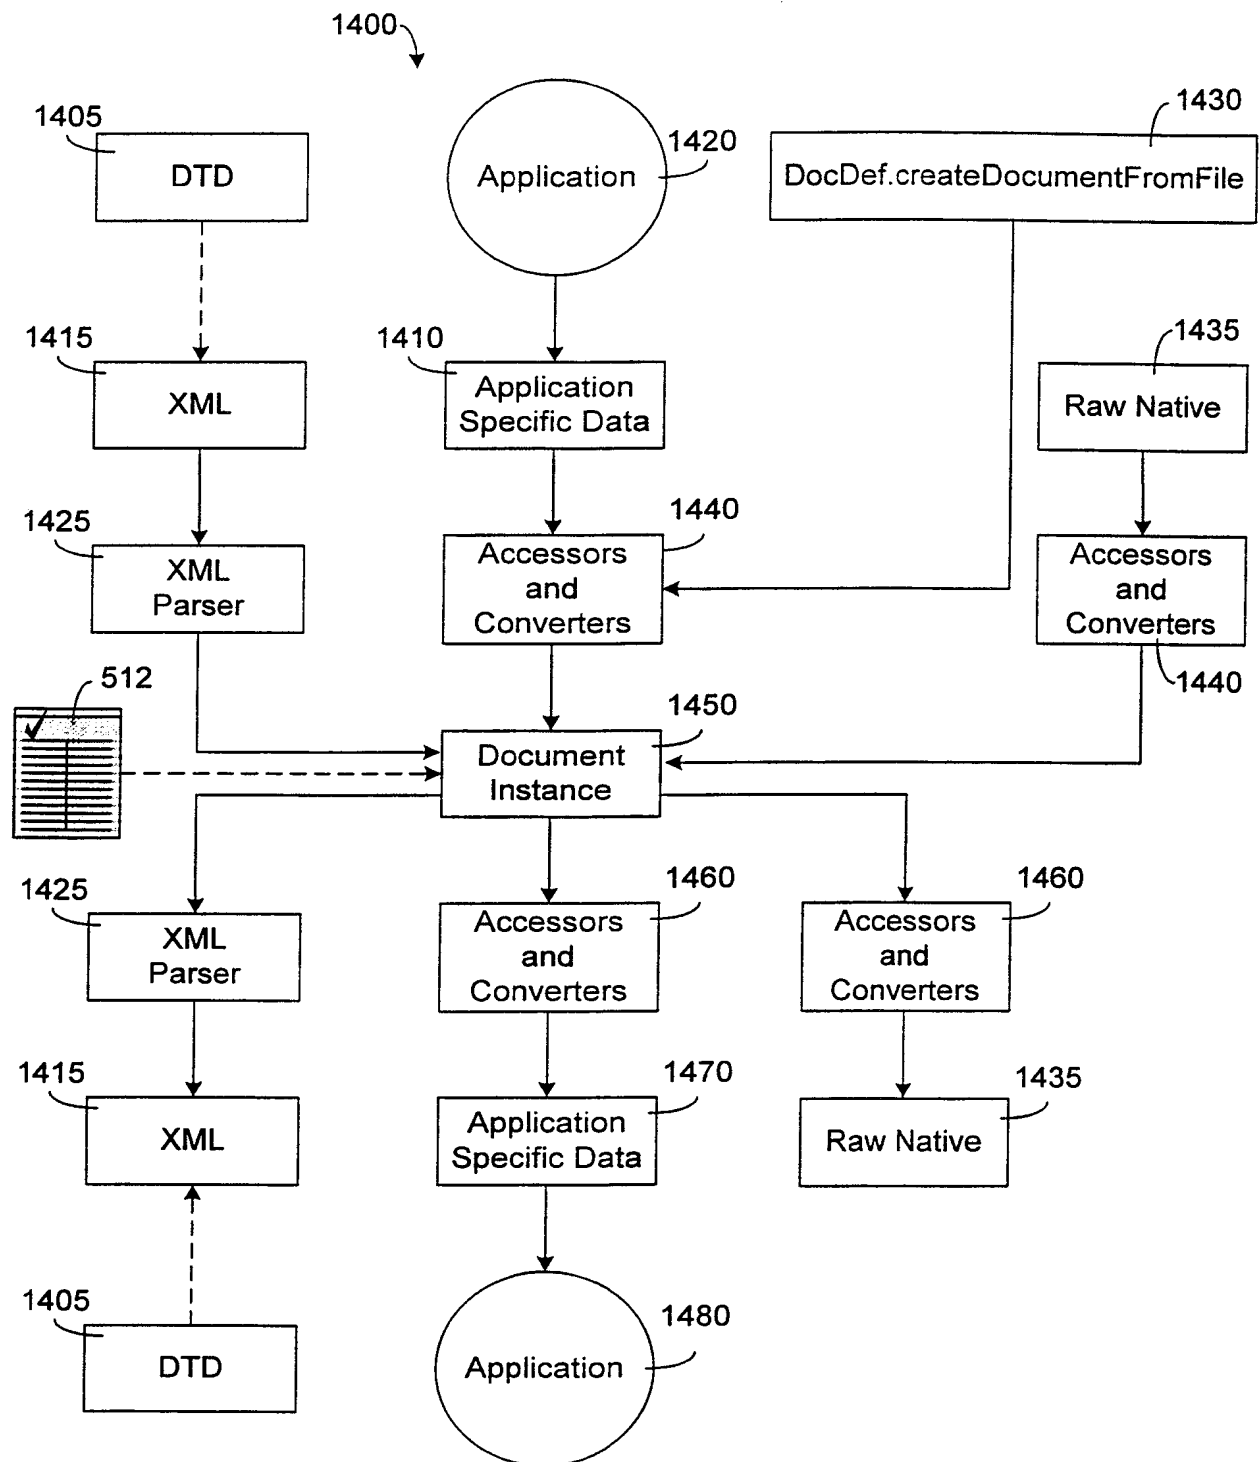 1400
1405
DTD
1420
Application
1430
DocDef.createDocumentFromFile
1415
XML
1410
Application
Specific Data
1435
Raw Native
1425
XML
Parser
1440
Accessors
and
Converters
Accessors
and
Converters
1440
512
1450
Document
Instance
1425
XML
Parser
1460
Accessors
and
Converters
1460
Accessors
and
Converters
1415
XML
1470
Application
Specific Data
1435
Raw Native
1405
DTD
1480
Application